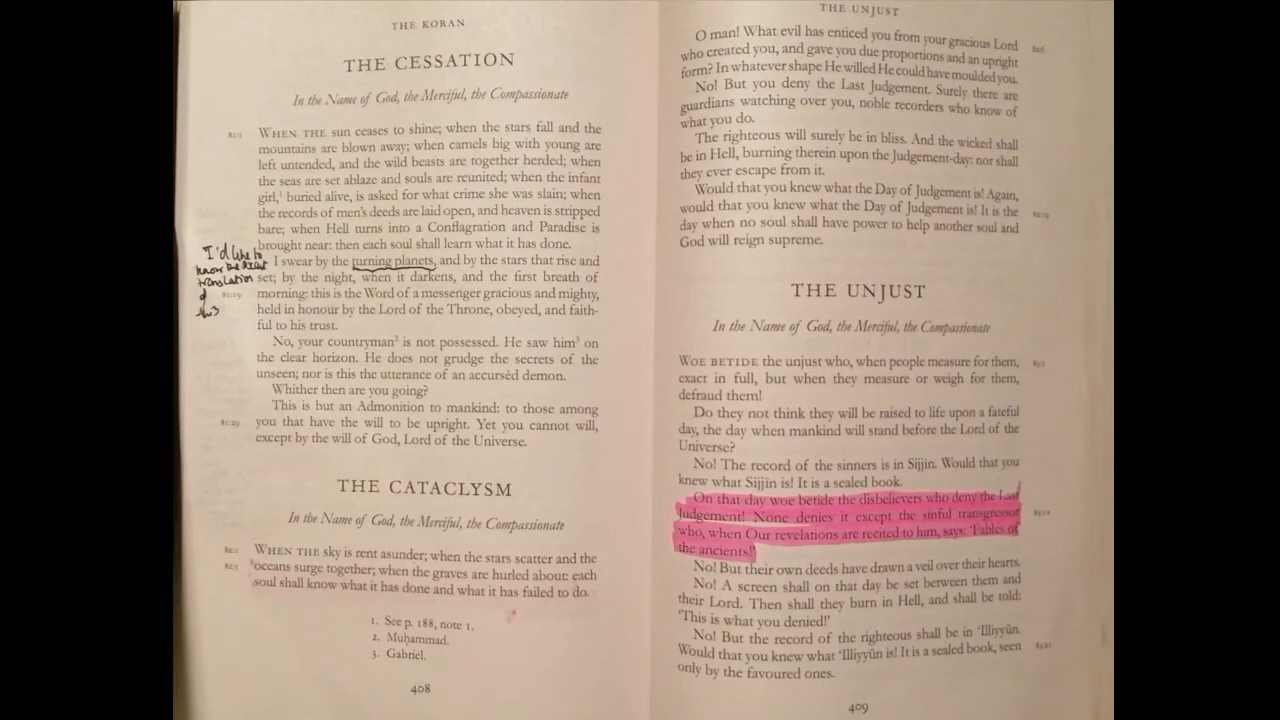 THE KORAN
THE CESSATION
In the Name of God, the Merciful, the Compassionate
81:1 WHEN THE sun ceases to shine; when the stars fall and the
mountains are blown away; when camels big with young are
left untended, and the wild beasts are together herded; when
the seas are set ablaze and souls are reunited; when the infant
girl,¹ buried alive, is asked for what crime she was slain; when
the records of men's deeds are laid open, and heaven is stripped
bare; when Hell turns into a Conflagration and Paradise is
brought near: then each soul shall learn what it has done.
I swear by the turning planets, and by the stars that rise and
set; by the night, when it darkens, and the first breath of
81:19 morning: this is the Word of a messenger gracious and mighty,
held in honour by the Lord of the Throne, obeyed, and faith-
ful to his trust.
No, your countryman² is not possessed. He saw him³ on
the clear horizon. He does not grudge the secrets of the
unseen; nor is this the utterance of an accursèd demon.
Whither then are you going?
This is but an Admonition to mankind: to those among
81:29 you that have the will to be upright. Yet you cannot will,
except by the will of God, Lord of the Universe.
I'd like to
know the exact
translation
of
this
THE CATACLYSM
In the Name of God, the Merciful, the Compassionate
82:1 WHEN THE sky is rent asunder; when the stars scatter and the
82:5 oceans surge together; when the graves are hurled about: each
soul shall know what it has done and what it has failed to do.
1. See p. 188, note 1.
2. Muḥammad.
3. Gabriel.
408
THE UNJUST
O man! What evil has enticed you from your gracious Lord 82:6
who created you, and gave you due proportions and an upright
form? In whatever shape He willed He could have moulded you.
No! But you deny the Last Judgement. Surely there are
guardians watching over you, noble recorders who know of
what you do.
The righteous will surely be in bliss. And the wicked shall
be in Hell, burning therein upon the Judgement-day: nor shall
they ever escape from it.
Would that you knew what the Day of Judgement is! Again,
would that you knew what the Day of Judgement is! It is the 82:19
day when no soul shall have power to help another soul and
God will reign supreme.
THE UNJUST
In the Name of God, the Merciful, the Compassionate
WOE BETIDE the unjust who, when people measure for them, 83:1
exact in full, but when they measure or weigh for them,
defraud them!
Do they not think they will be raised to life upon a fateful
day, the day when mankind will stand before the Lord of the
Universe?
No! The record of the sinners is in Sijjīn. Would that you
knew what Sijjīn is! It is a sealed book.
On that day woe betide the disbelievers who deny the Last
Judgement! None denies it except the sinful transgressor 83:12
who, when Our revelations are recited to him, says: 'Fables of
the ancients!'
No! But their own deeds have drawn a veil over their hearts.
No! A screen shall on that day be set between them and
their Lord. Then shall they burn in Hell, and shall be told:
'This is what you denied!'
No! But the record of the righteous shall be in 'Illiyyūn.
Would that you knew what 'Illiyyūn is! It is a sealed book, seen 83:21
only by the favoured ones.
409